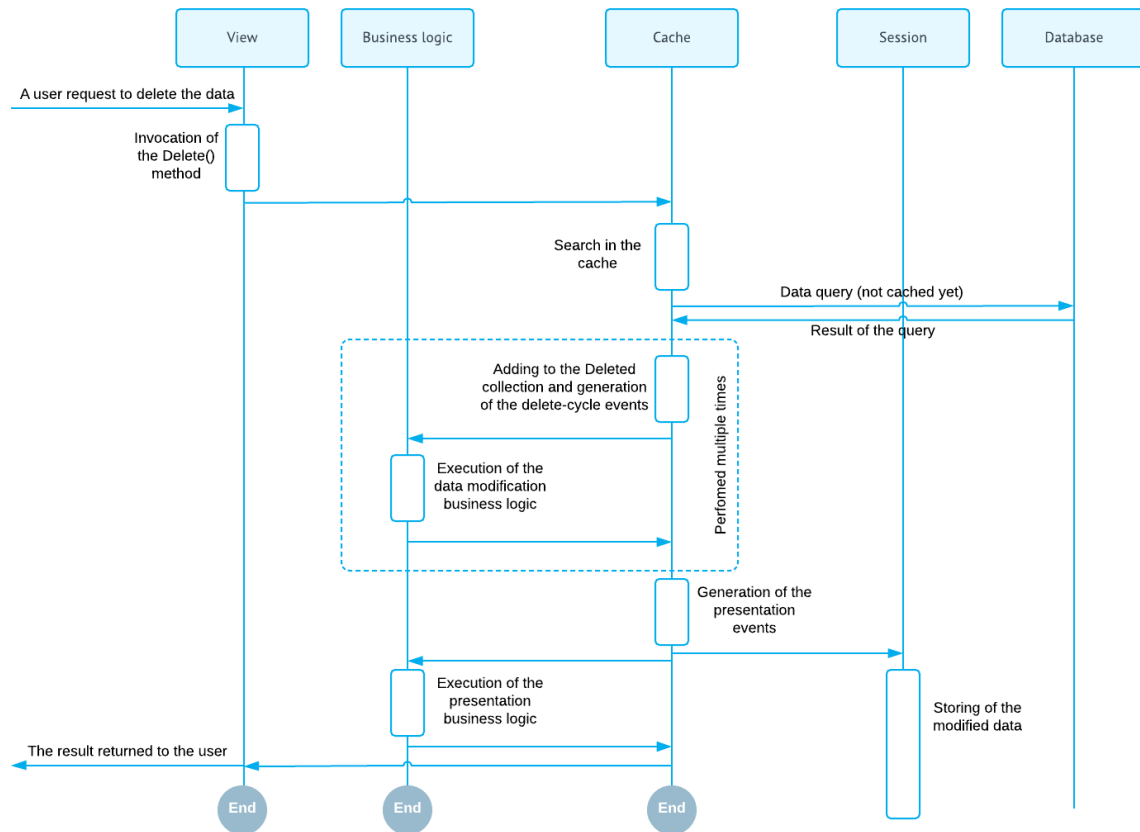 View
Business logic
Cache
Session
Database
A user request to delete the data
Invocation of
the Delete()
method
Search in the
cache
Data query (not cached yet)
Result of the query
Adding to the Deleted
collection and generation
of the delete-cycle events
Perfomed multiple times
Execution of the
data modification
business logic
Generation of the
presentation
events
Execution of the
presentation
business logic
Storing of the
modified data
The result returned to the user
End
End
End